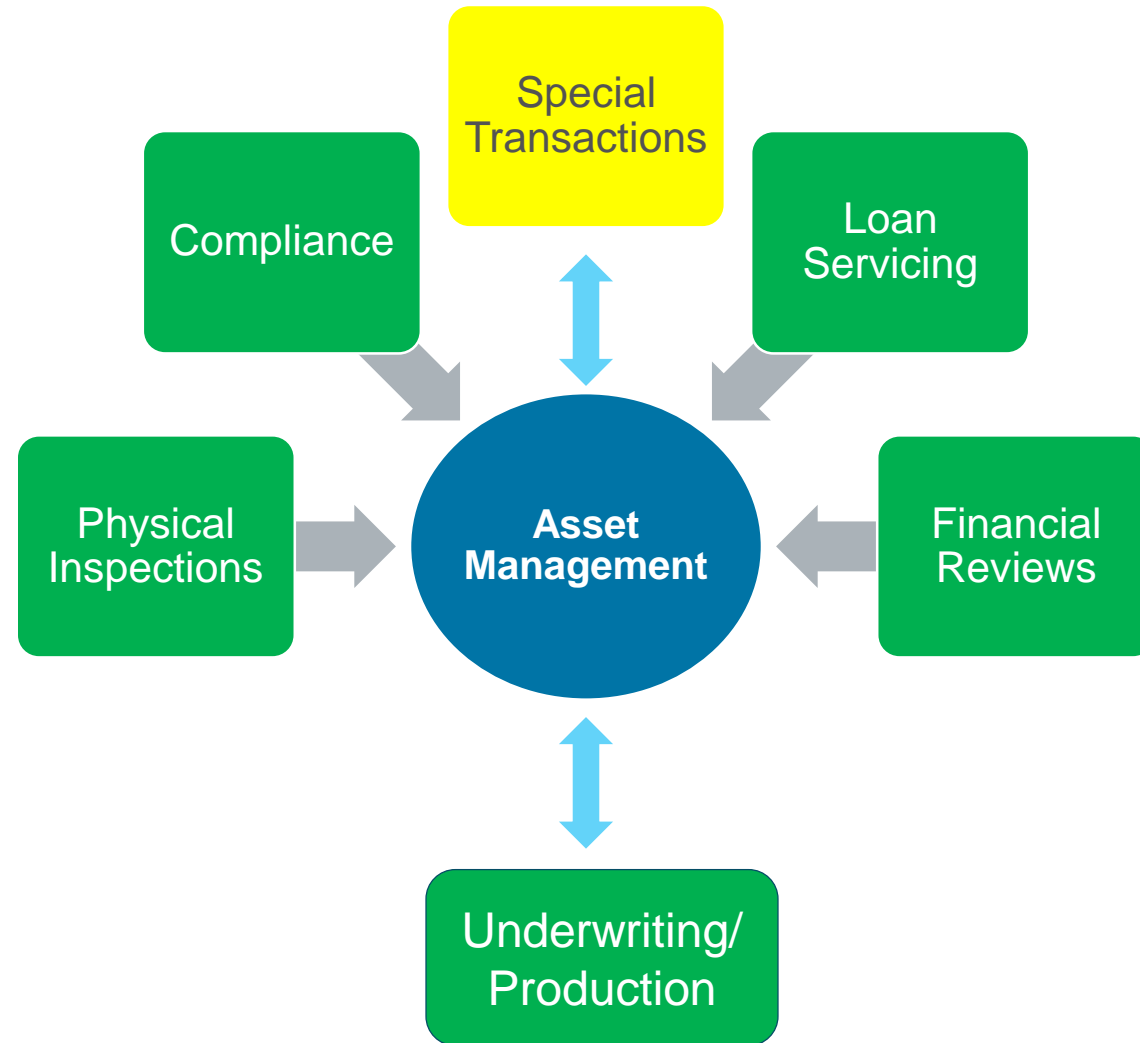 Special
Transactions
Compliance
Loan
Servicing
Physical
Inspections
Asset
Management
Financial
Reviews
Underwriting/
Production